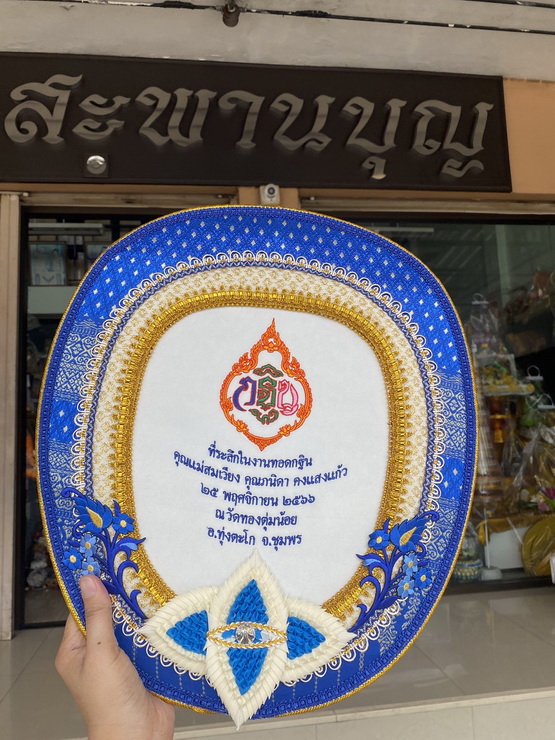 สะพานบุญ
กฐิน
ที่ระลึกในงานทอดกฐิน
คุณแม่สมเวียง คุณภนิดา คงแสงแก้ว
๒๕ พฤศจิกายน ๒๕๖๖
ณ วัดทองตุ่มน้อย
อ.ทุ่งตะโก จ.ชุมพร